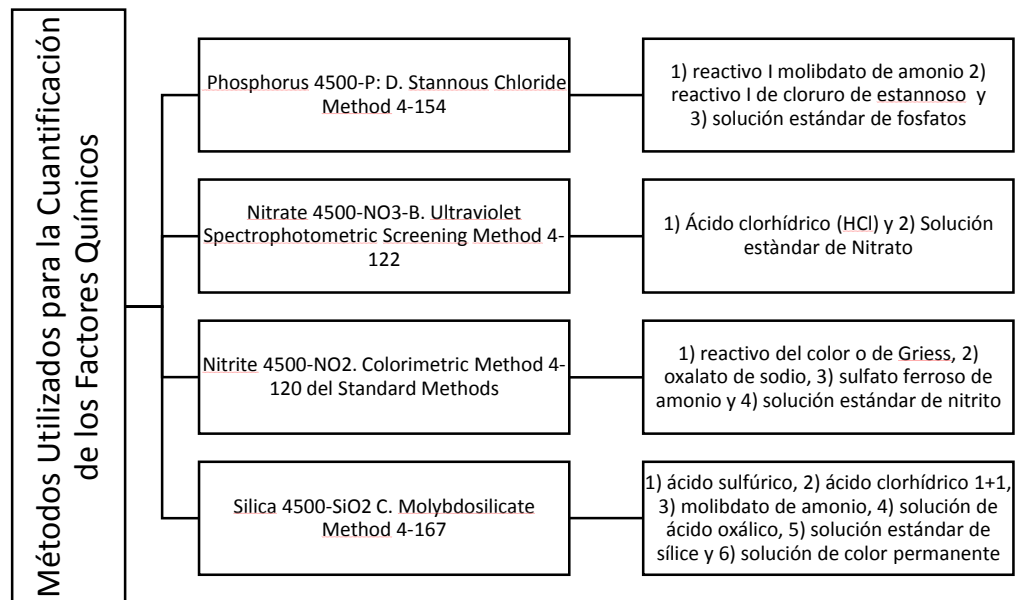 Métodos Utilizados para la Cuantificación
de los Factores Químicos
Phosphorus 4500-P: D. Stannous Chloride
Method 4-154
1) reactivo I molibdato de amonio 2)
reactivo I de cloruro de estannoso y
3) solución estándar de fosfatos
Nitrate 4500-NO3-B. Ultraviolet
Spectrophotometric Screening Method 4-
122
1) Ácido clorhídrico (HCl) y 2) Solución
estàndar de Nitrato
Nitrite 4500-NO2. Colorimetric Method 4-
120 del Standard Methods
1) reactivo del color o de Griess, 2)
oxalato de sodio, 3) sulfato ferroso de
amonio y 4) solución estándar de nitrito
Silica 4500-SiO2 C. Molybdosilicate
Method 4-167
1) ácido sulfúrico, 2) ácido clorhídrico 1+1,
3) molibdato de amonio, 4) solución de
ácido oxálico, 5) solución estándar de
sílice y 6) solución de color permanente